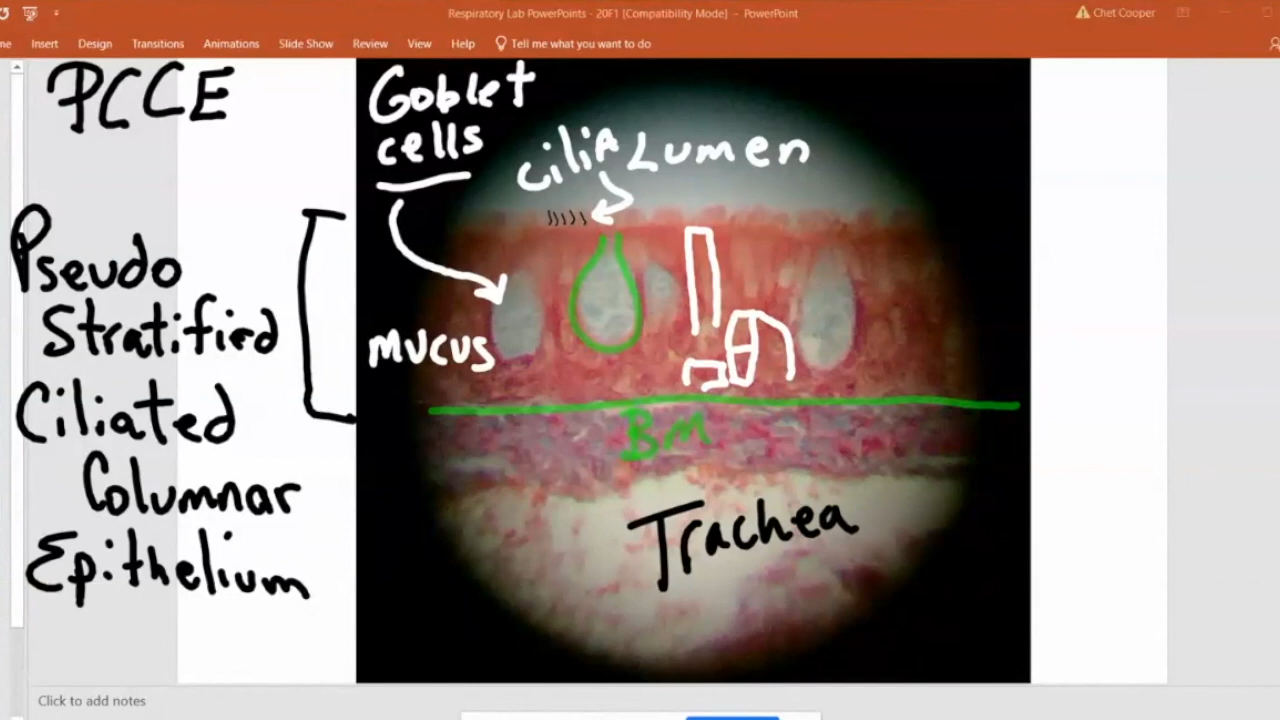 Respiratory Lab PowerPoints - 20F1 [Compatibility Mode] – PowerPoint
Chet Cooper
Insert Design Transitions Animations Slide Show Review View Help Tell me what you want to do
PCCE
Goblet
cells
cilia
Lumen
Pseudo
Stratified
Ciliated
Columnar
Epithelium
mucus
BM
Trachea
Click to add notes